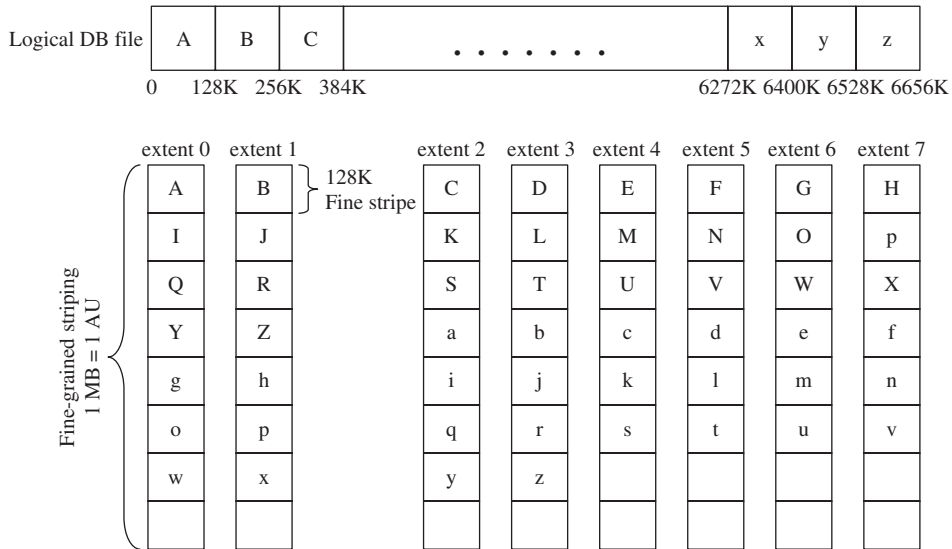 Logical DB file A B C . . . . . . . x y z
0 128K 256K 384K 6272K 6400K 6528K 6656K
extent 0 extent 1 extent 2 extent 3 extent 4 extent 5 extent 6 extent 7
Fine-grained striping
1 MB = 1 AU
128K
Fine stripe
A B C D E F G H
I J K L M N O p
Q R S T U V W X
Y Z a b c d e f
g h i j k l m n
o p q r s t u v
w x y z